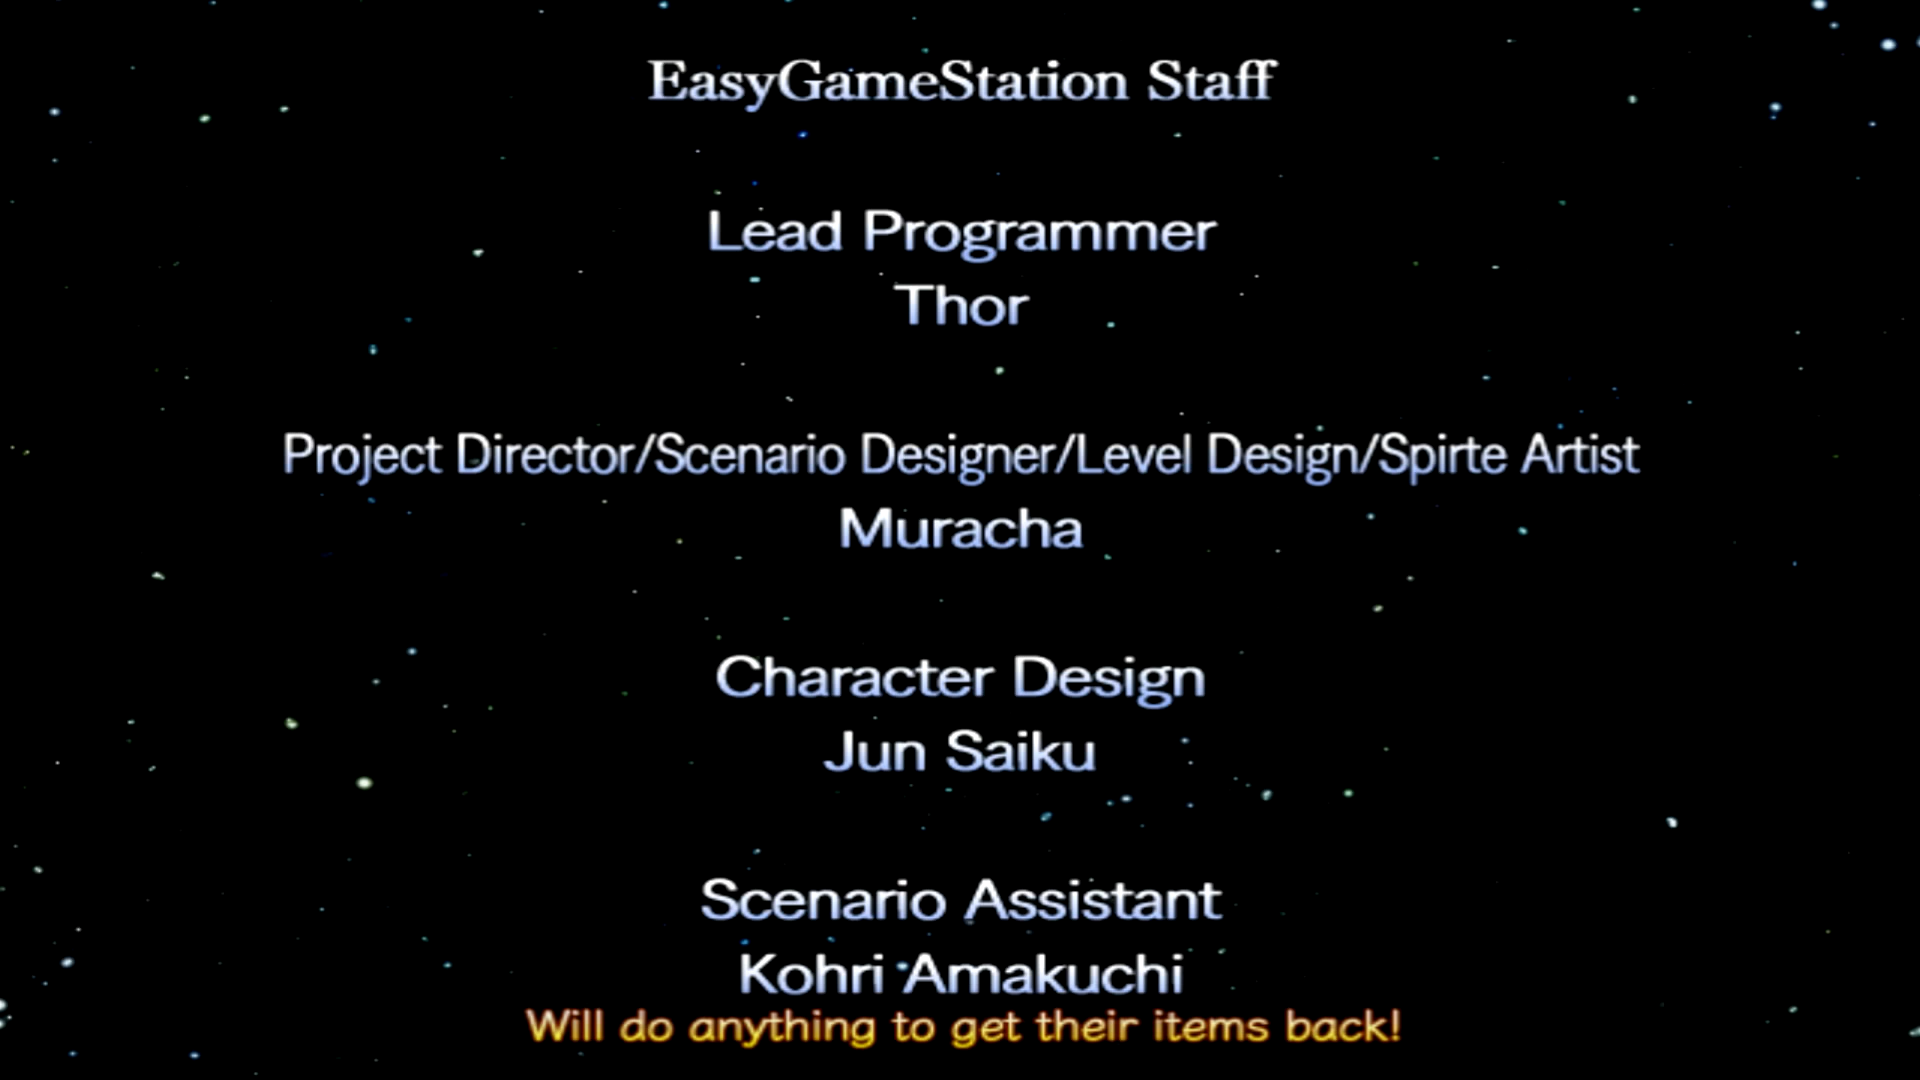 EasyGameStation Staff
Lead Programmer
Thor
Project Director/Scenario Designer/Level Design/Spirte Artist
Muracha
Character Design
Jun Saiku
Scenario Assistant
Kohri Amakuchi
Will do anything to get their items back!